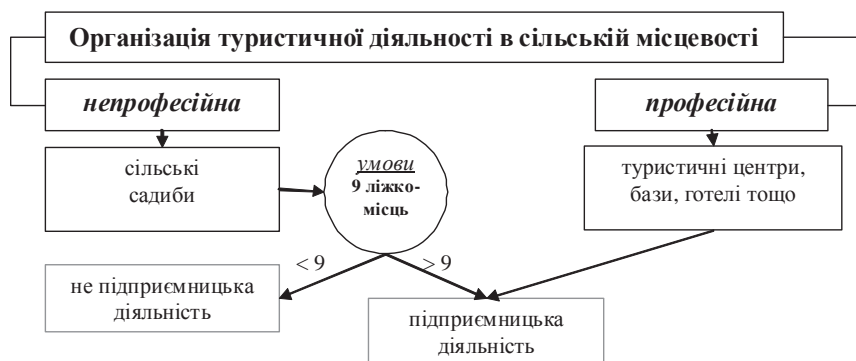 Організація туристичної діяльності в сільській місцевості
непрофесійна
професійна
сільські
садиби
умови
9 ліжко-
місць
туристичні центри,
бази, готелі тощо
< 9
> 9
не підприємницька
діяльність
підприємницька
діяльність